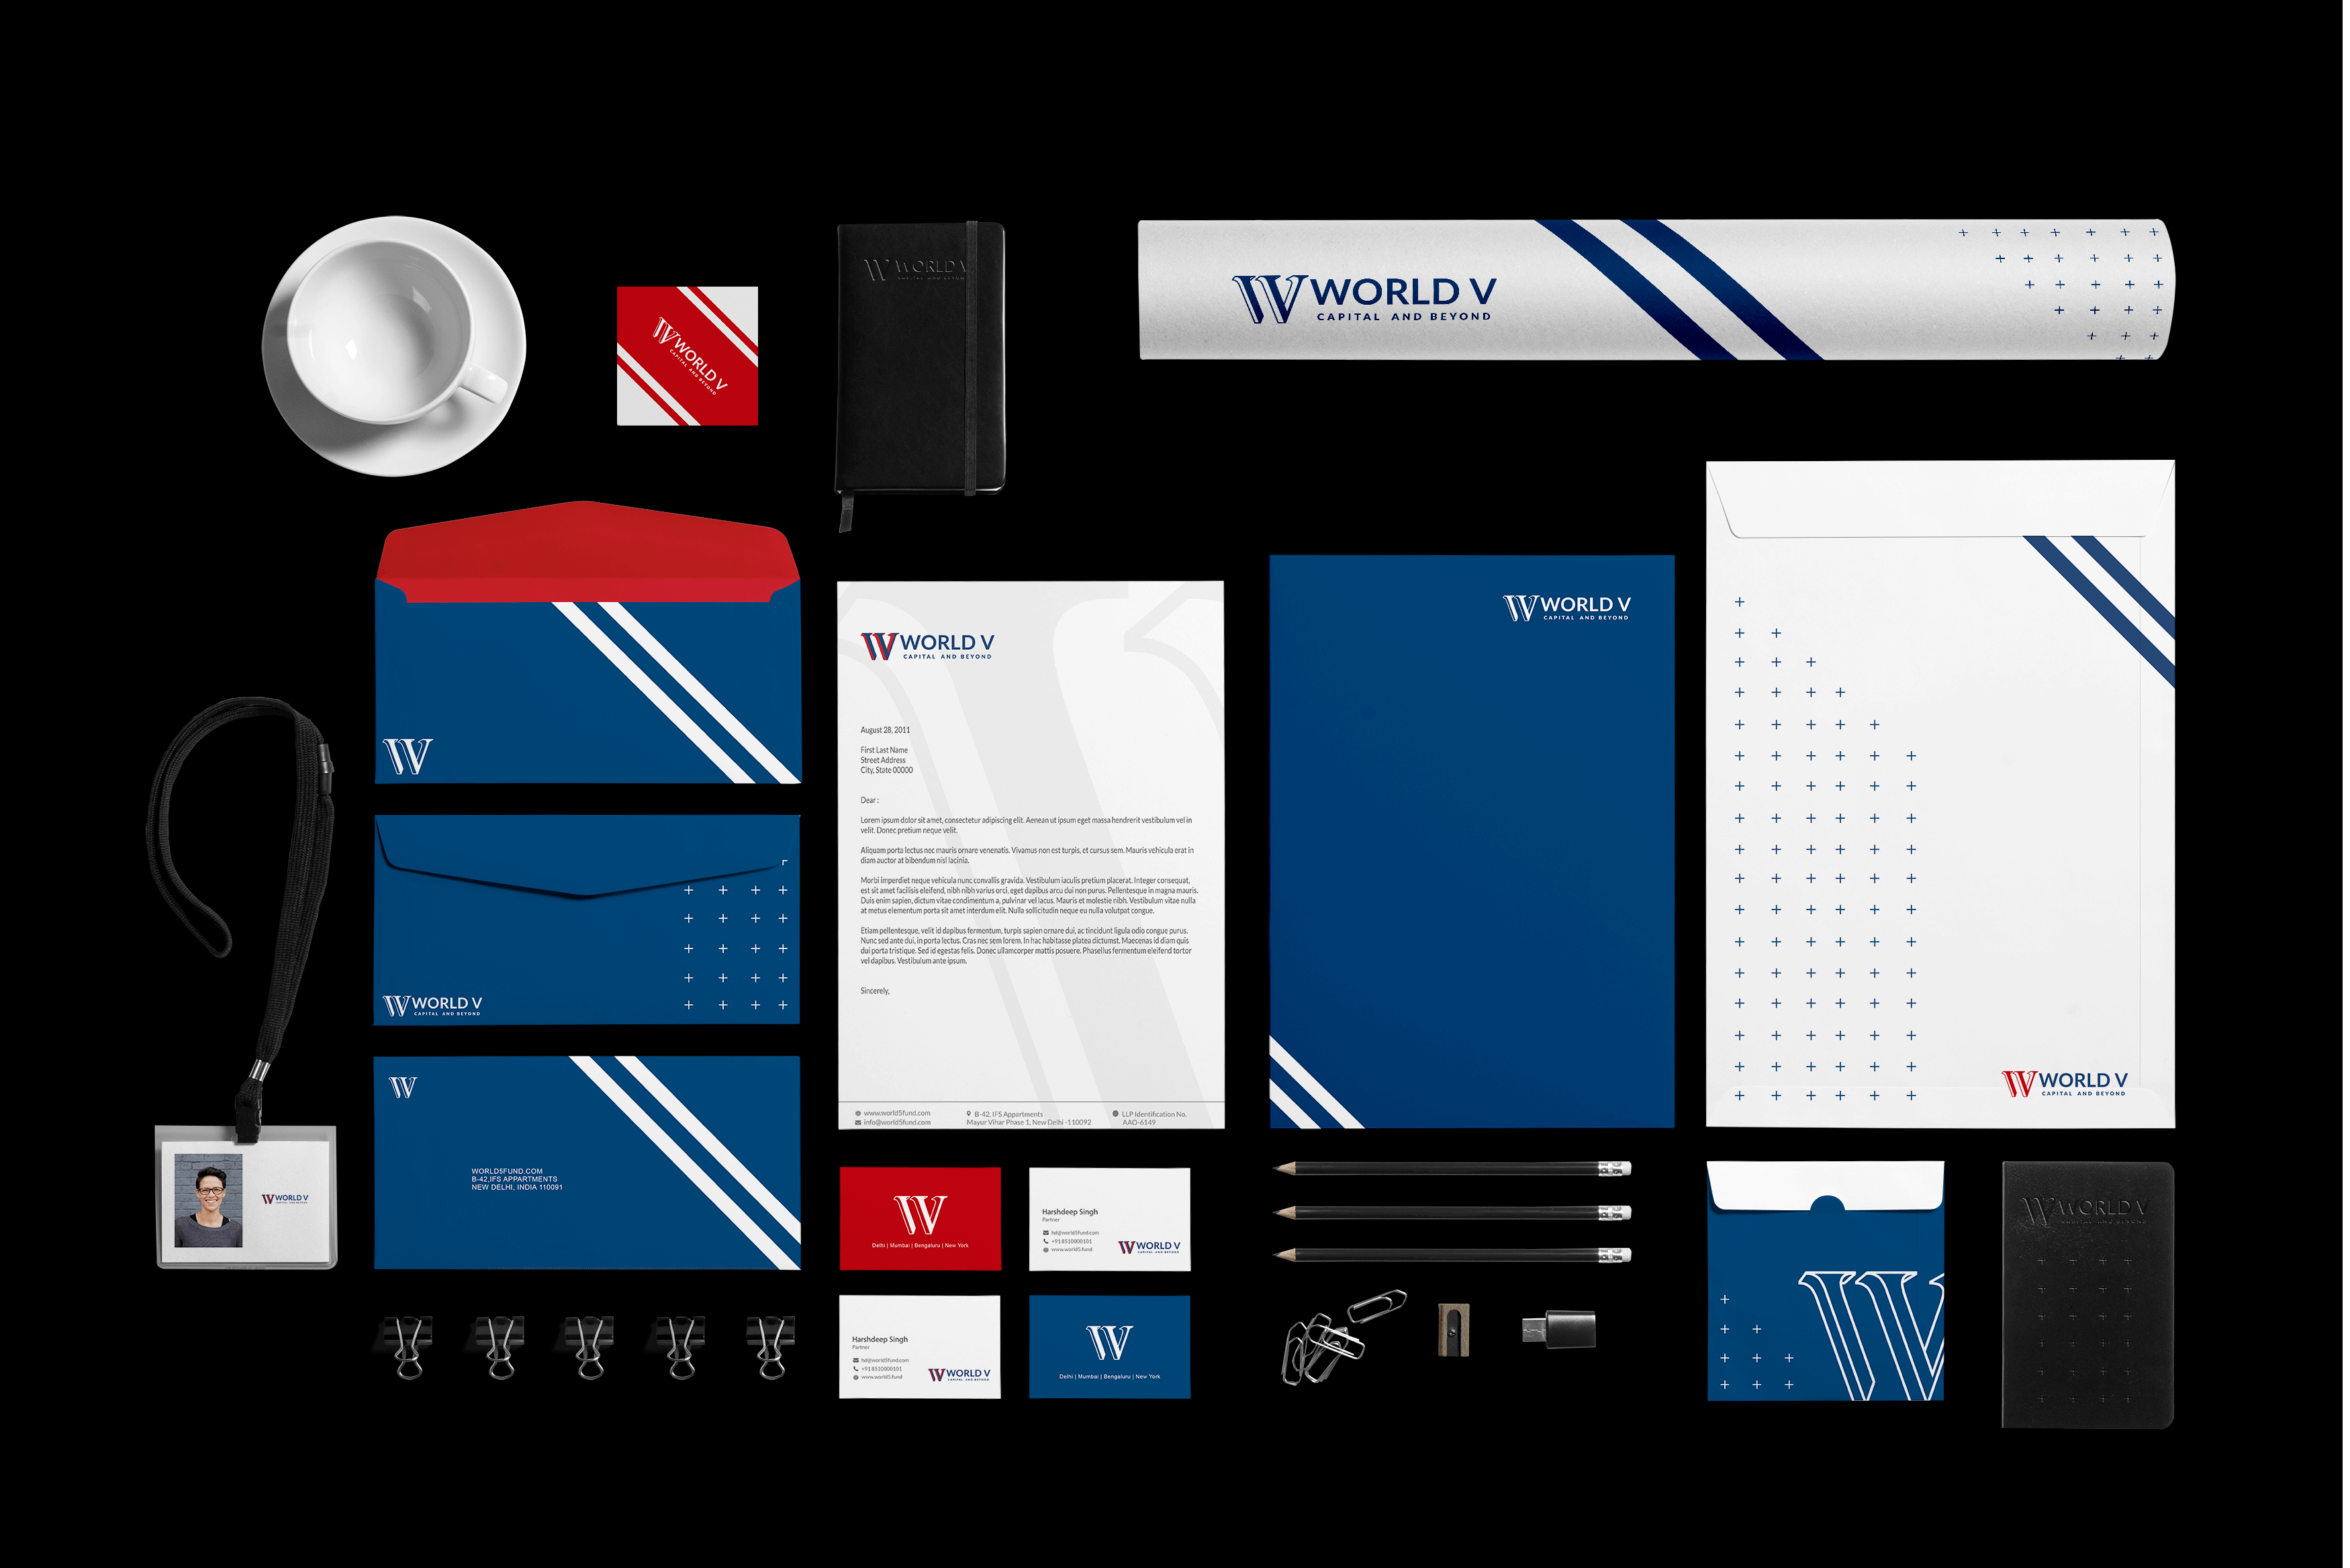 WORLD V
CAPITAL AND BEYOND
WORLD V
CAPITAL AND BEYOND
W WORLD V
CAPITAL AND BEYOND
W
W WORLD V
CAPITAL AND BEYOND
W
WORLD5FUND.COM
B-42,IFS APPARTMENTS
NEW DELHI, INDIA 110091
W WORLD V
W WORLD V
CAPITAL AND BEYOND
August 28, 2011
First Last Name
Street Address
City, State 00000
Dear :
Lorem ipsum dolor sit amet, consectetur adipiscing elit. Aenean ut ipsum eget massa hendrerit vestibulum vel in
velit. Donec pretium neque velit.
Aliquam porta lectus nec mauris ornare venenatis. Vivamus non est turpis, et cursus sem. Mauris vehicula erat in
diam auctor at bibendum nisl lacinia.
Morbi imperdiet neque vehicula nunc convallis gravida. Vestibulum iaculis pretium placerat. Integer consequat,
est sit amet facilisis eleifend, nibh nibh varius orci, eget dapibus arcu dui non purus. Pellentesque in magna mauris.
Duis enim sapien, dictum vitae condimentum a, pulvinar vel lacus. Mauris et molestie nibh. Vestibulum vitae nulla
at metus elementum porta sit amet interdum elit. Nulla sollicitudin neque eu nulla volutpat congue.
Etiam pellentesque, velit id dapibus fermentum, turpis sapien ornare dui, ac tincidunt ligula odio congue purus.
Nunc sed ante dui, in porta lectus. Cras nec sem lorem. In hac habitasse platea dictumst. Maecenas id diam quis
dui porta tristique. Sed id egestas felis. Donec ullamcorper mattis posuere. Phasellus fermentum eleifend tortor
vel dapibus. Vestibulum ante ipsum.
Sincerely,
www.world5fund.com
info@world5fund.com
B-42, IFS Appartments
Mayur Vihar Phase 1, New Delhi -110092
LLP Identification No.
AAO-6149
W WORLD V
CAPITAL AND BEYOND
W WORLD V
CAPITAL AND BEYOND
W
Delhi | Mumbai | Bengaluru | New York
Harshdeep Singh
Partner
hd@world5fund.com
+91 8510000101
www.world5.fund
W WORLD V
CAPITAL AND BEYOND
Harshdeep Singh
Partner
hd@world5fund.com
+91 8510000101
www.world5.fund
W WORLD V
CAPITAL AND BEYOND
W
Delhi | Mumbai | Bengaluru | New York
W
W WORLD V
CAPITAL AND BEYOND